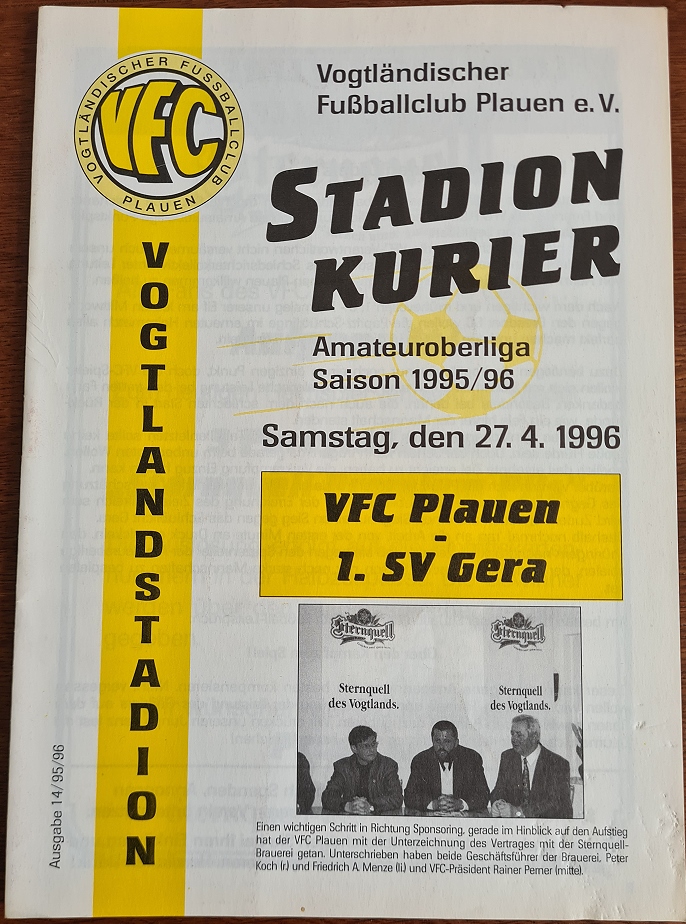 VOGTLÄNDISCHER FUSSBALLCLUB
VFC
PLAUEN
Vogtländischer
Fußballclub Plauen e.V.
STADION
KURIER
Amateuroberliga
Saison 1995/96
Samstag, den 27. 4. 1996
VFC Plauen
-
1. SV Gera
VOGTLANDSTADION
Sternquell
Sternquell
Sternquell
des Vogtlands.
Sternquell
des Vogtlands.
Ausgabe 14/95/96
Einen wichtigen Schritt in Richtung Sponsoring, gerade im Hinblick auf den Aufstieg
hat der VFC Plauen mit der Unterzeichnung des Vertrages mit der Sternquell-
Brauerei getan. Unterschrieben haben beide Geschäftsführer der Brauerei, Peter
Koch (r.) und Friedrich A. Menze (li.) und VFC-Präsident Rainer Perner (mitte).